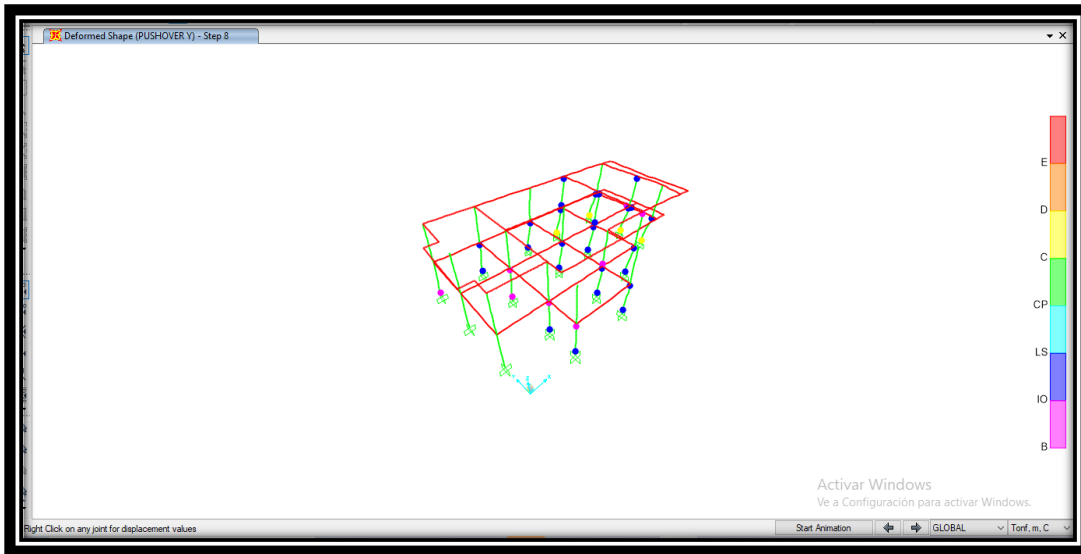 Deformed Shape (PUSHOVER Y) - Step 8
E
D
C
CP
LS
IO
B
Activar Windows
Ve a Configuración para activar Windows.
Right Click on any joint for displacement values
Start Animation
GLOBAL
Tonf, m, C